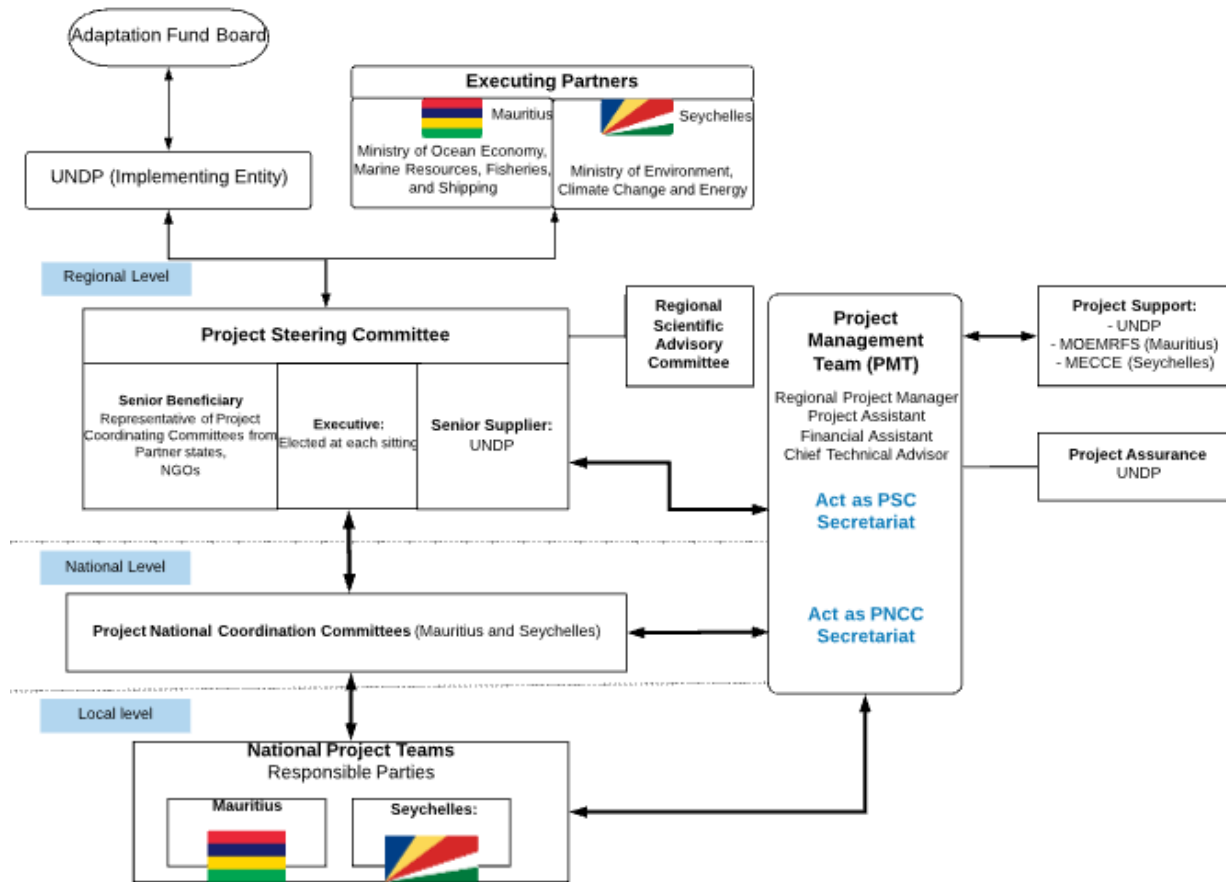 Adaptation Fund Board
UNDP (Implementing Entity)
Executing Partners
Mauritius
Ministry of Ocean Economy,
Marine Resources, Fisheries,
and Shipping
Seychelles
Ministry of Environment,
Climate Change and Energy
Regional Level
Project Steering Committee
Senior Beneficiary
Representative of Project
Coordinating Committees from
Partner states,
NGOs
Executive:
Elected at each sitting
Senior Supplier:
UNDP
Regional
Scientific
Advisory
Committee
Project
Management
Team (PMT)
Regional Project Manager
Project Assistant
Financial Assistant
Chief Technical Advisor
Act as PSC
Secretariat
Act as PNCC
Secretariat
Project Support:
- UNDP
- MOEMRFS (Mauritius)
- MECCE (Seychelles)
Project Assurance
UNDP
National Level
Project National Coordination Committees (Mauritius and Seychelles)
Local level
National Project Teams
Responsible Parties
Mauritius
Seychelles: